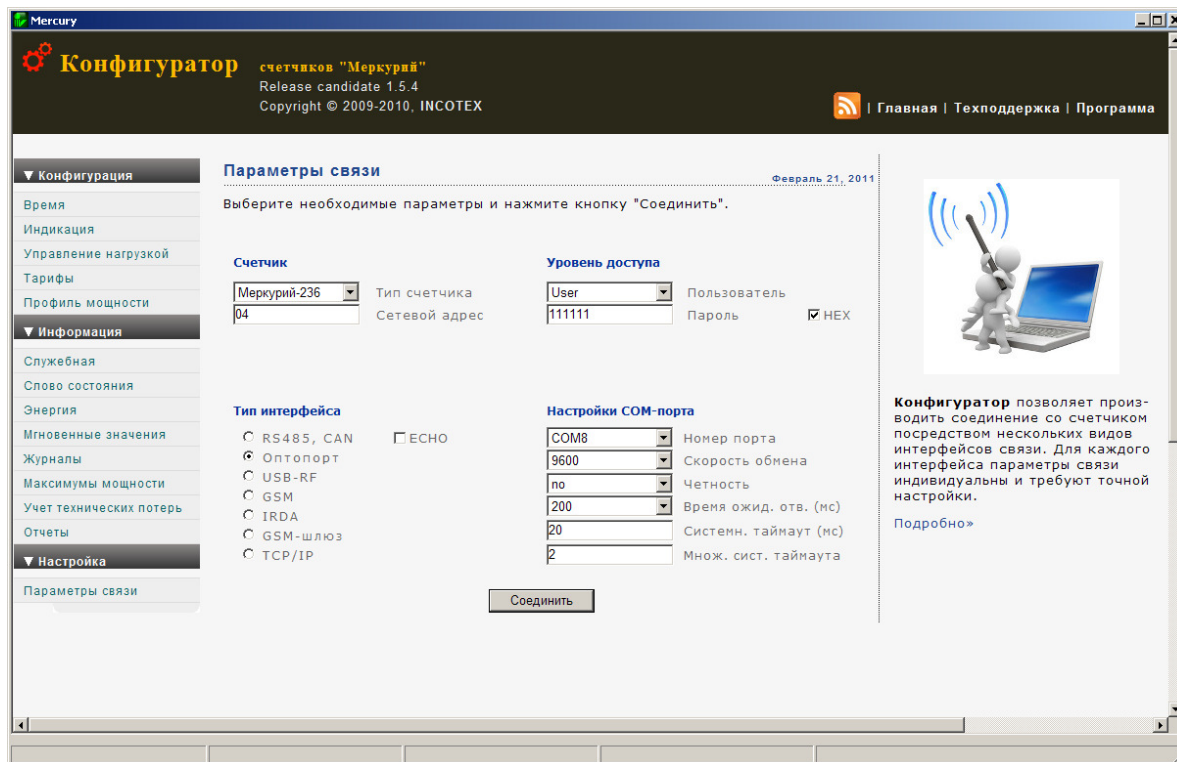 Mercury
Конфигуратор
счетчиков "Меркурий"
Release candidate 1.5.4
Copyright © 2009-2010, INCOTEX
| Главная | Техподдержка | Программа
▼ Конфигурация
Время
Индикация
Управление нагрузкой
Тарифы
Профиль мощности
▼ Информация
Служебная
Слово состояния
Энергия
Мгновенные значения
Журналы
Максимумы мощности
Учет технических потерь
Отчеты
▼ Настройка
Параметры связи
Параметры связи
Февраль 21, 2011
Выберите необходимые параметры и нажмите кнопку "Соединить".
Счетчик
Меркурий-236 Тип счетчика
04 Сетевой адрес
Уровень доступа
User Пользователь
111111 Пароль HEX
Тип интерфейса
RS485, CAN ECHO
Оптопорт
USB-RF
GSM
IRDA
GSM-шлюз
TCP/IP
Настройки COM-порта
COM8 Номер порта
9600 Скорость обмена
no Четность
200 Время ожид. отв. (мс)
20 Системн. таймаут (мс)
2 Множ. сист. таймаута
Соединить
Конфигуратор позволяет произ-
водить соединение со счетчиком
посредством нескольких видов
интерфейсов связи. Для каждого
интерфейса параметры связи
индивидуальны и требуют точной
настройки.
Подробно»